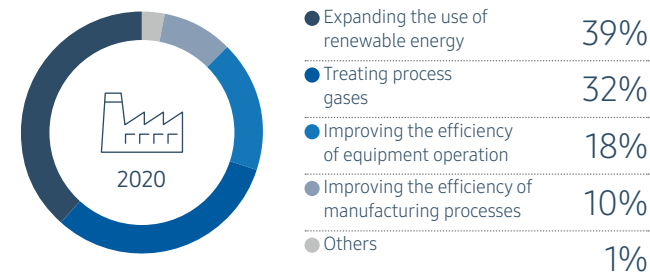 2020
Expanding the use of
renewable energy
39%
Treating process
gases
32%
Improving the efficiency
of equipment operation
18%
Improving the efficiency of
manufacturing processes
10%
Others
1%